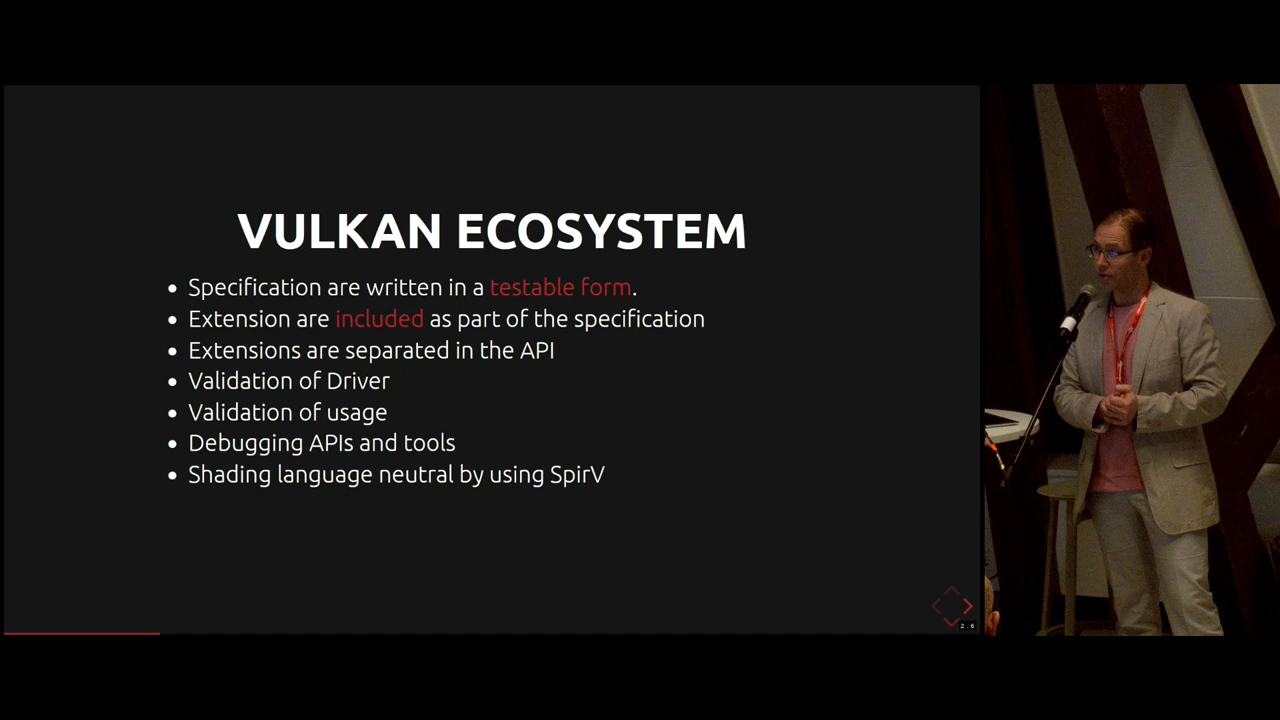 VULKAN ECOSYSTEM
Specification are written in a testable form.
Extension are included as part of the specification
Extensions are separated in the API
Validation of Driver
Validation of usage
Debugging APIs and tools
Shading language neutral by using SpirV
2.6